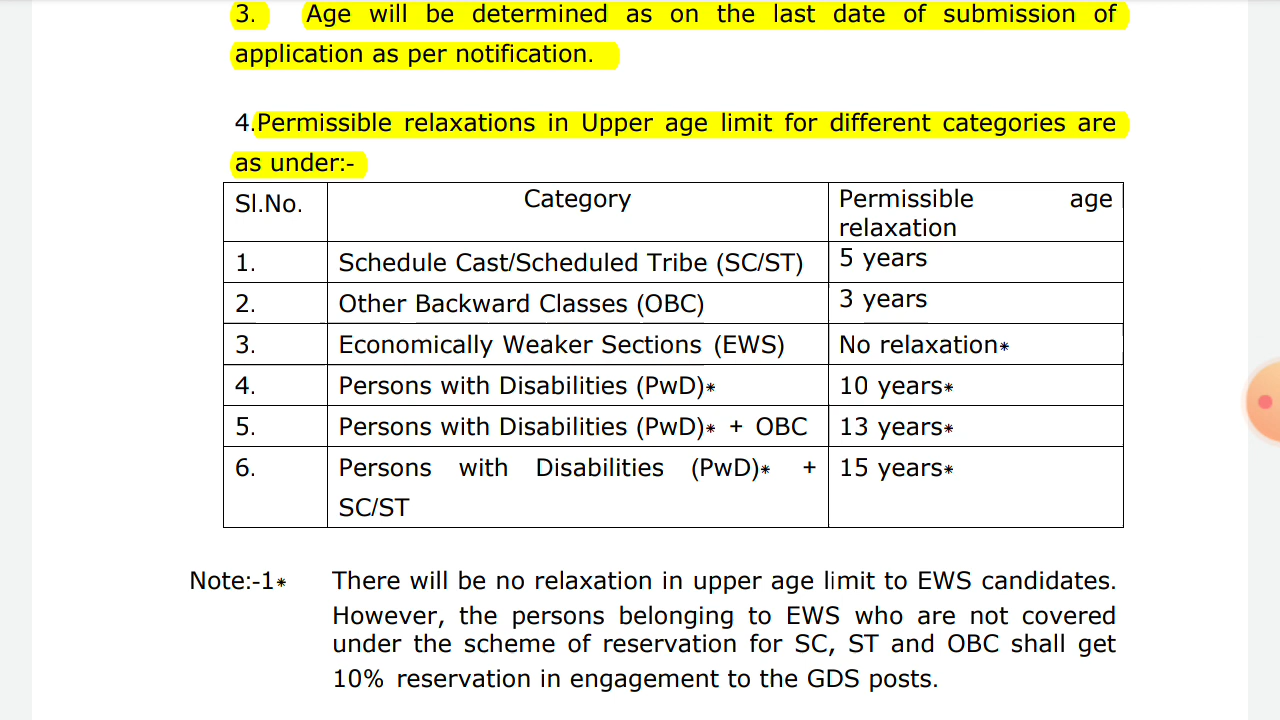 3. Age will be determined as on the last date of submission of
application as per notification.
4.Permissible relaxations in Upper age limit for different categories are
as under:-
Sl.No. Category Permissible age
relaxation
1. Schedule Cast/Scheduled Tribe (SC/ST) 5 years
2. Other Backward Classes (OBC) 3 years
3. Economically Weaker Sections (EWS) No relaxation*
4. Persons with Disabilities (PwD)* 10 years*
5. Persons with Disabilities (PwD)* + OBC 13 years*
6. Persons with Disabilities (PwD)* + 15 years*
SC/ST
Note:-1* There will be no relaxation in upper age limit to EWS candidates.
However, the persons belonging to EWS who are not covered
under the scheme of reservation for SC, ST and OBC shall get
10% reservation in engagement to the GDS posts.